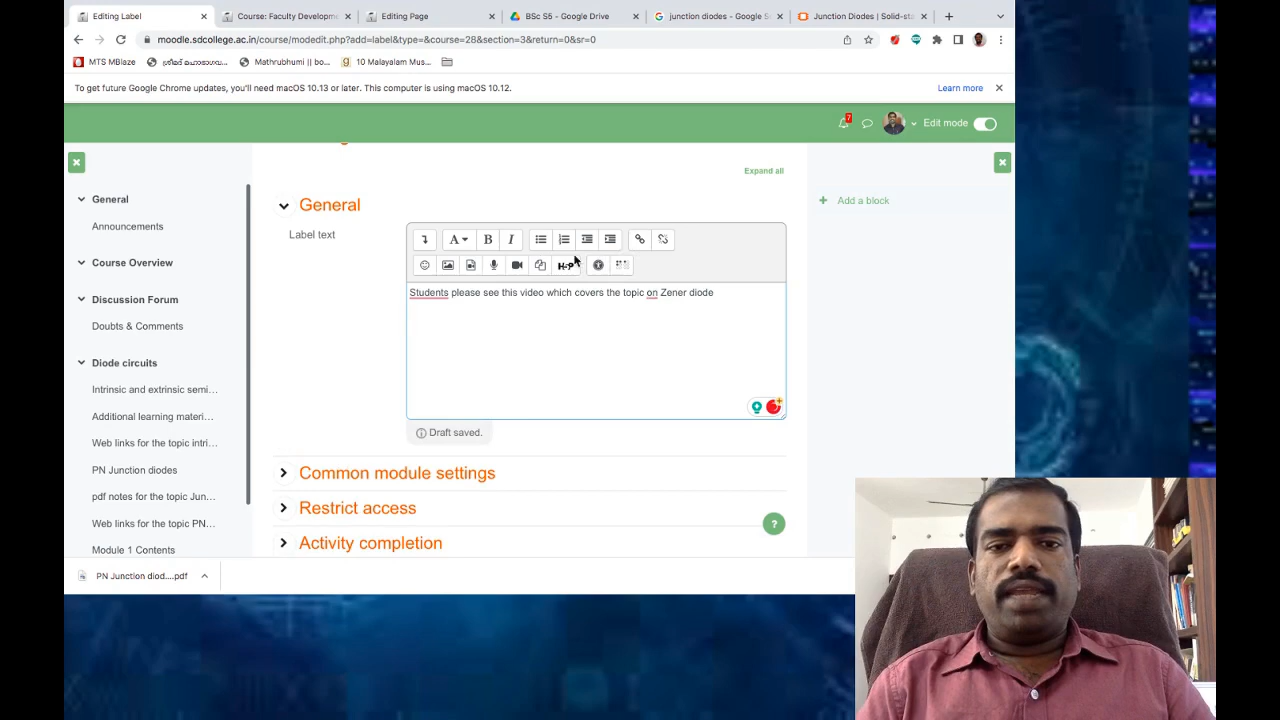 Editing Label
Course: Faculty Developm
Editing Page
BSc S5 - Google Drive
junction diodes - Google S
Junction Diodes | Solid-sta
moodle.sdcollege.ac.in/course/modedit.php?add=label&type=&course=28&section=3&return=0&sr=0
MTS MBlaze
ശ്രീമദ് മഹാഭാഗവ...
Mathrubhumi || bo...
10 Malayalam Mus...
To get future Google Chrome updates, you'll need macOS 10.13 or later. This computer is using macOS 10.12.
Learn more
7
Edit mode
Expand all
General
Announcements
Course Overview
Discussion Forum
Doubts & Comments
Diode circuits
Intrinsic and extrinsic semi...
Additional learning materi...
Web links for the topic intri...
PN Junction diodes
pdf notes for the topic Jun...
Web links for the topic PN...
Module 1 Contents
General
Label text
A
B
I
H-P
Students please see this video which covers the topic on Zener diode
Draft saved.
Common module settings
Restrict access
Activity completion
?
Add a block
PN Junction diod....pdf